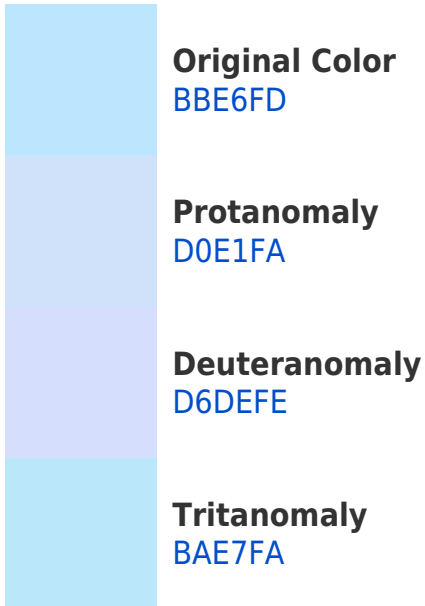 Original Color
BBE6FD
Protanomaly
D0E1FA
Deuteranomaly
D6DEFE
Tritanomaly
BAE7FA